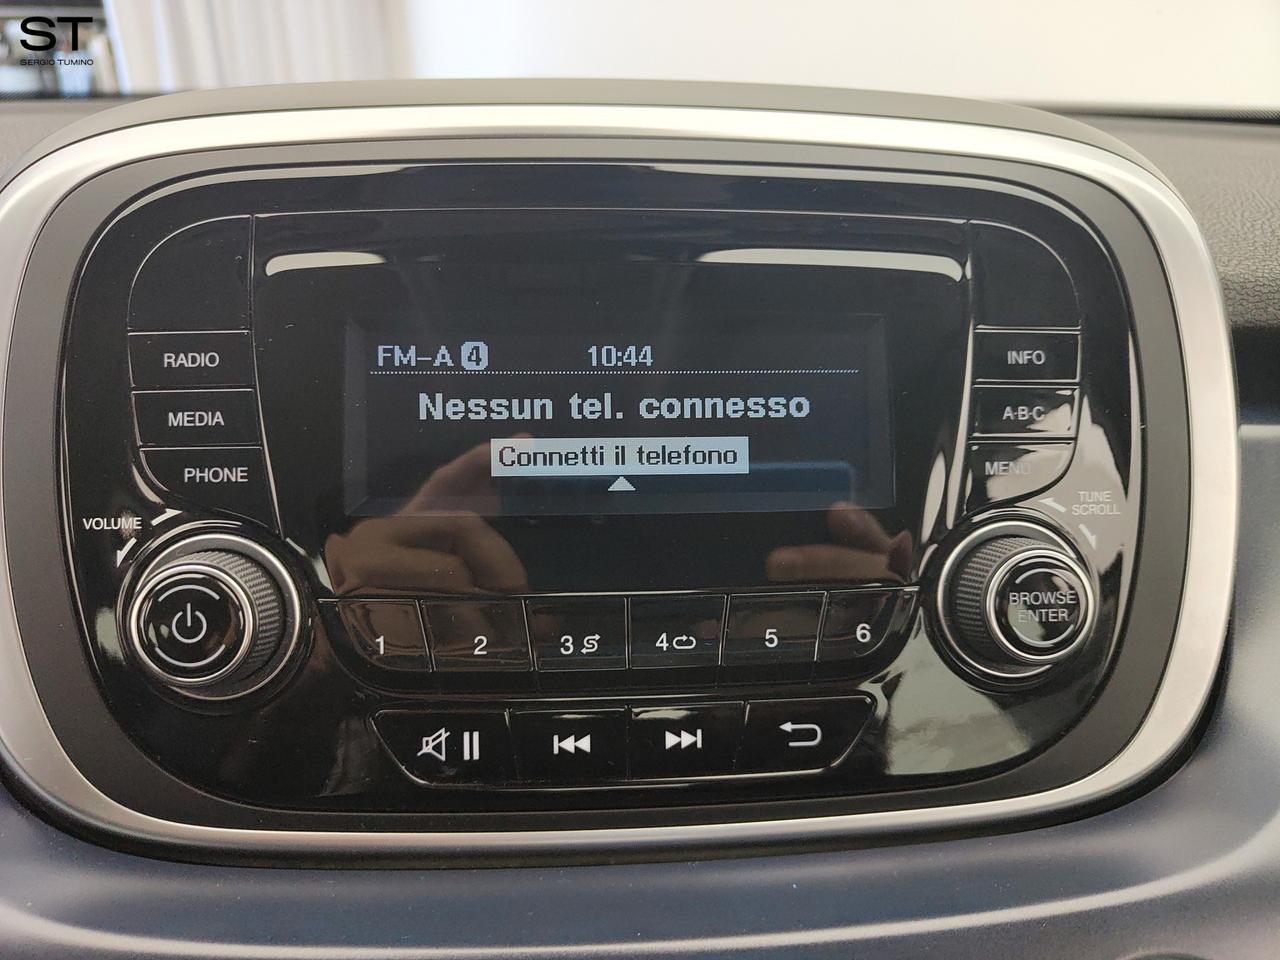 ST
SERGIO TUMINO
RADIO
MEDIA
PHONE
VOLUME
FM-A 4 10:44
Nessun tel. connesso
Connetti il telefono
INFO
A·B·C
MENU
TUNE
SCROLL
BROWSE
ENTER
1 2 3 4 5 6